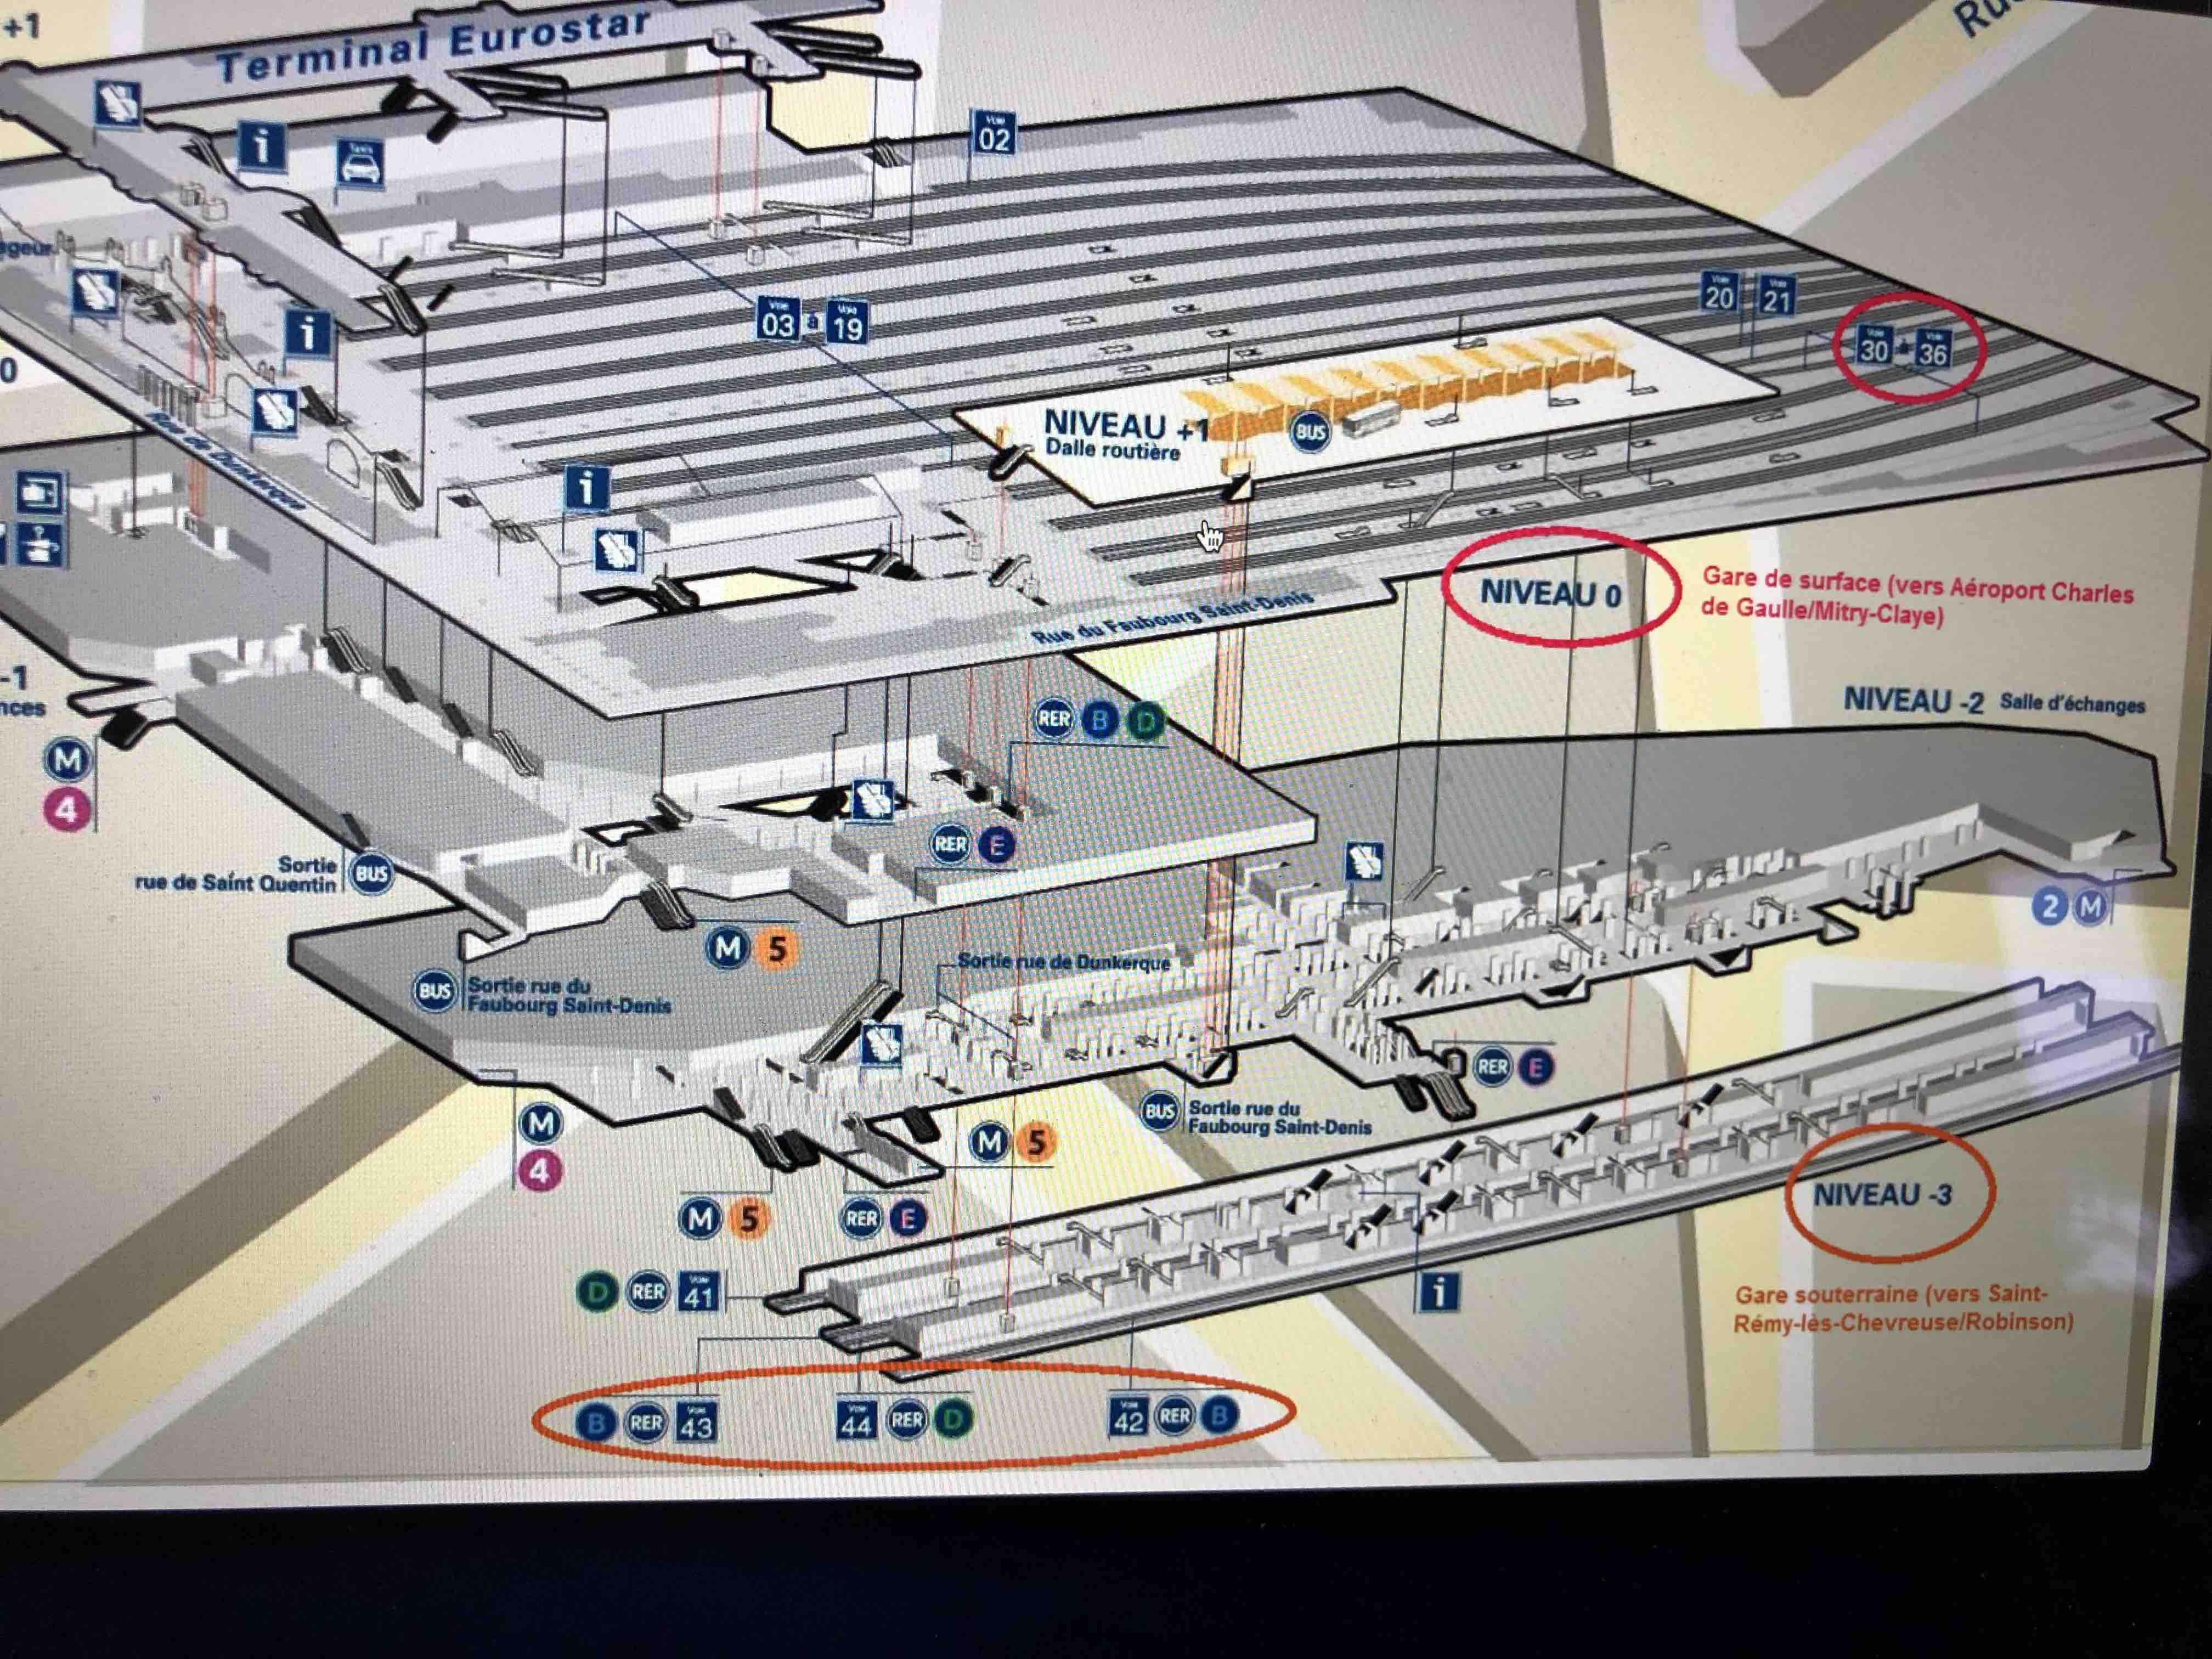 +1
Terminal Eurostar
i
Taxis
Voie
02
Voie
03 à Voie
19
Voie
20
Voie
21
Voie
30 à Voie
36
i
0
Rue de Dunkerque
NIVEAU +1
Dalle routière
BUS
i
Rue du Faubourg Saint-Denis
NIVEAU 0
Gare de surface (vers Aéroport Charles
de Gaulle/Mitry-Claye)
-1
NIVEAU -2 Salle d'échanges
RER B D
M
4
RER E
Sortie
rue de Saint Quentin
BUS
M 5
2 M
Sortie rue de Dunkerque
BUS
Sortie rue du
Faubourg Saint-Denis
RER E
BUS
Sortie rue du
Faubourg Saint-Denis
M
4
M 5
M 5
RER E
NIVEAU -3
D RER Voie
41
i
Gare souterraine (vers Saint-
Rémy-lès-Chevreuse/Robinson)
B RER Voie
43
Voie
44 RER D
Voie
42 RER B